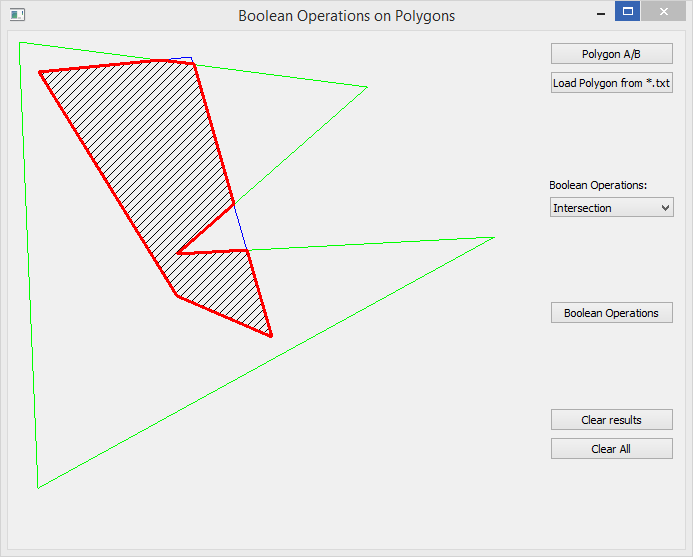 Boolean Operations on Polygons
Polygon A/B
Load Polygon from *.txt
Boolean Operations:
Intersection
Boolean Operations
Clear results
Clear All